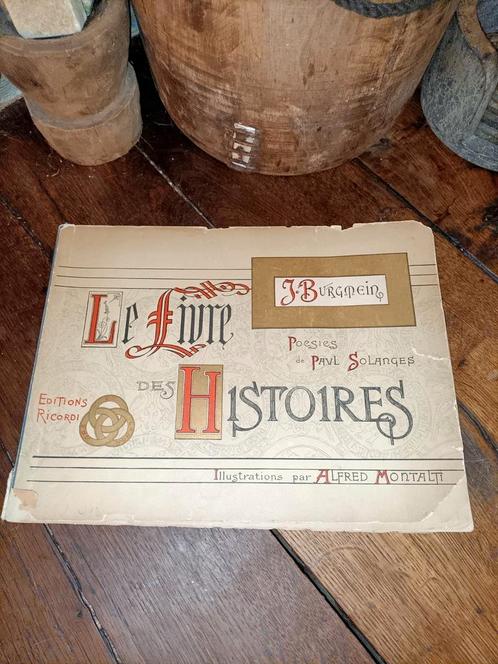 J. BURGMEIN
LE LIVRE
POESIES
de PAUL SOLANGES
DES HISTOIRES
EDITIONS
RICORDI
Illustrations par ALFRED MONTALTI